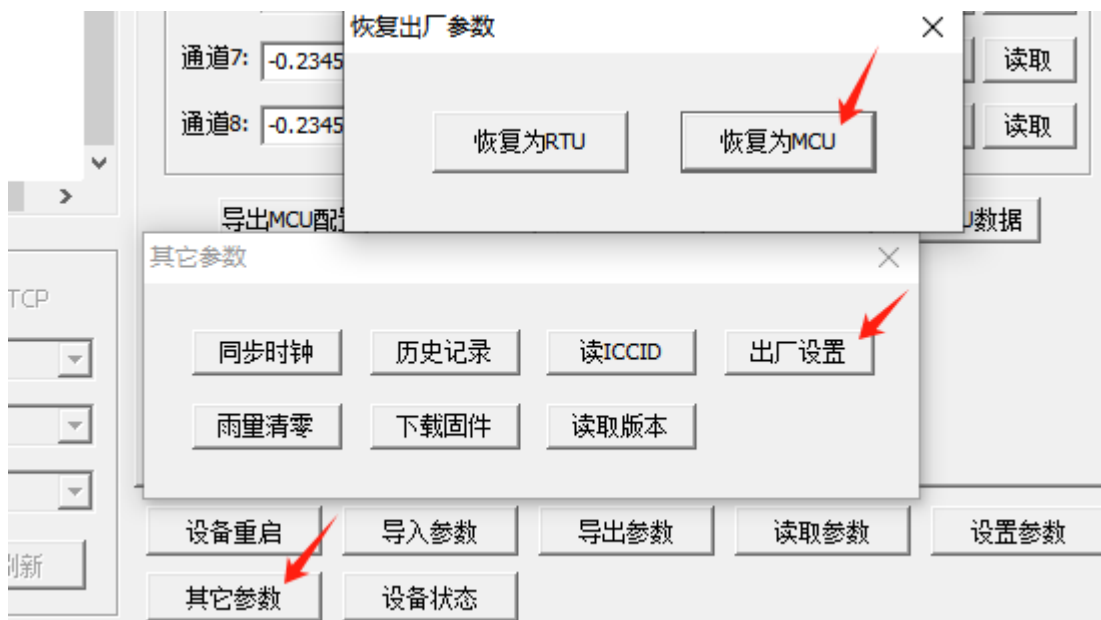 恢复出厂参数
通道7: -0.2345 读取
恢复为RTU 恢复为MCU
通道8: -0.2345 读取
导出MCU配 数据
其它参数
TCP
同步时钟 历史记录 读ICCID 出厂设置
雨量清零 下载固件 读取版本
设备重启 导入参数 导出参数 读取参数 设置参数
刷新
其它参数 设备状态